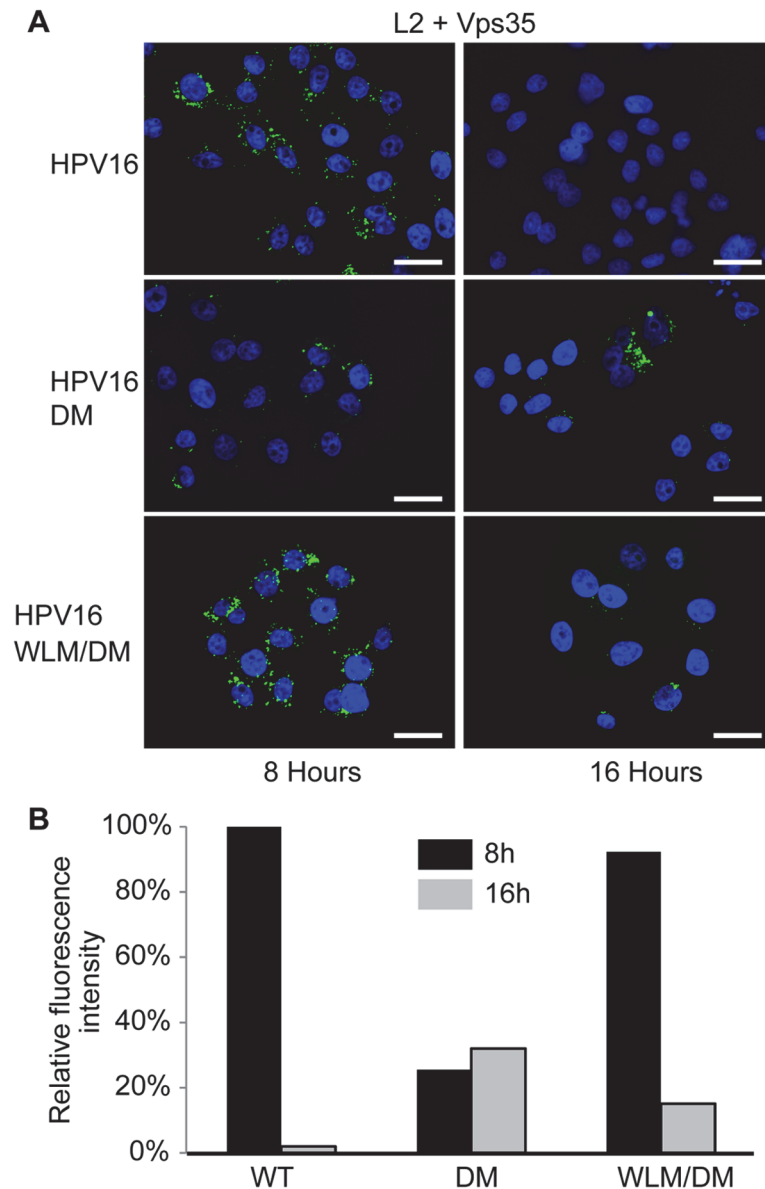 A
L2 + Vps35
HPV16
HPV16
DM
HPV16
WLM/DM
8 Hours
16 Hours
B
100%
80%
60%
40%
20%
0%
Relative fluorescence
intensity
8h
16h
WT
DM
WLM/DM